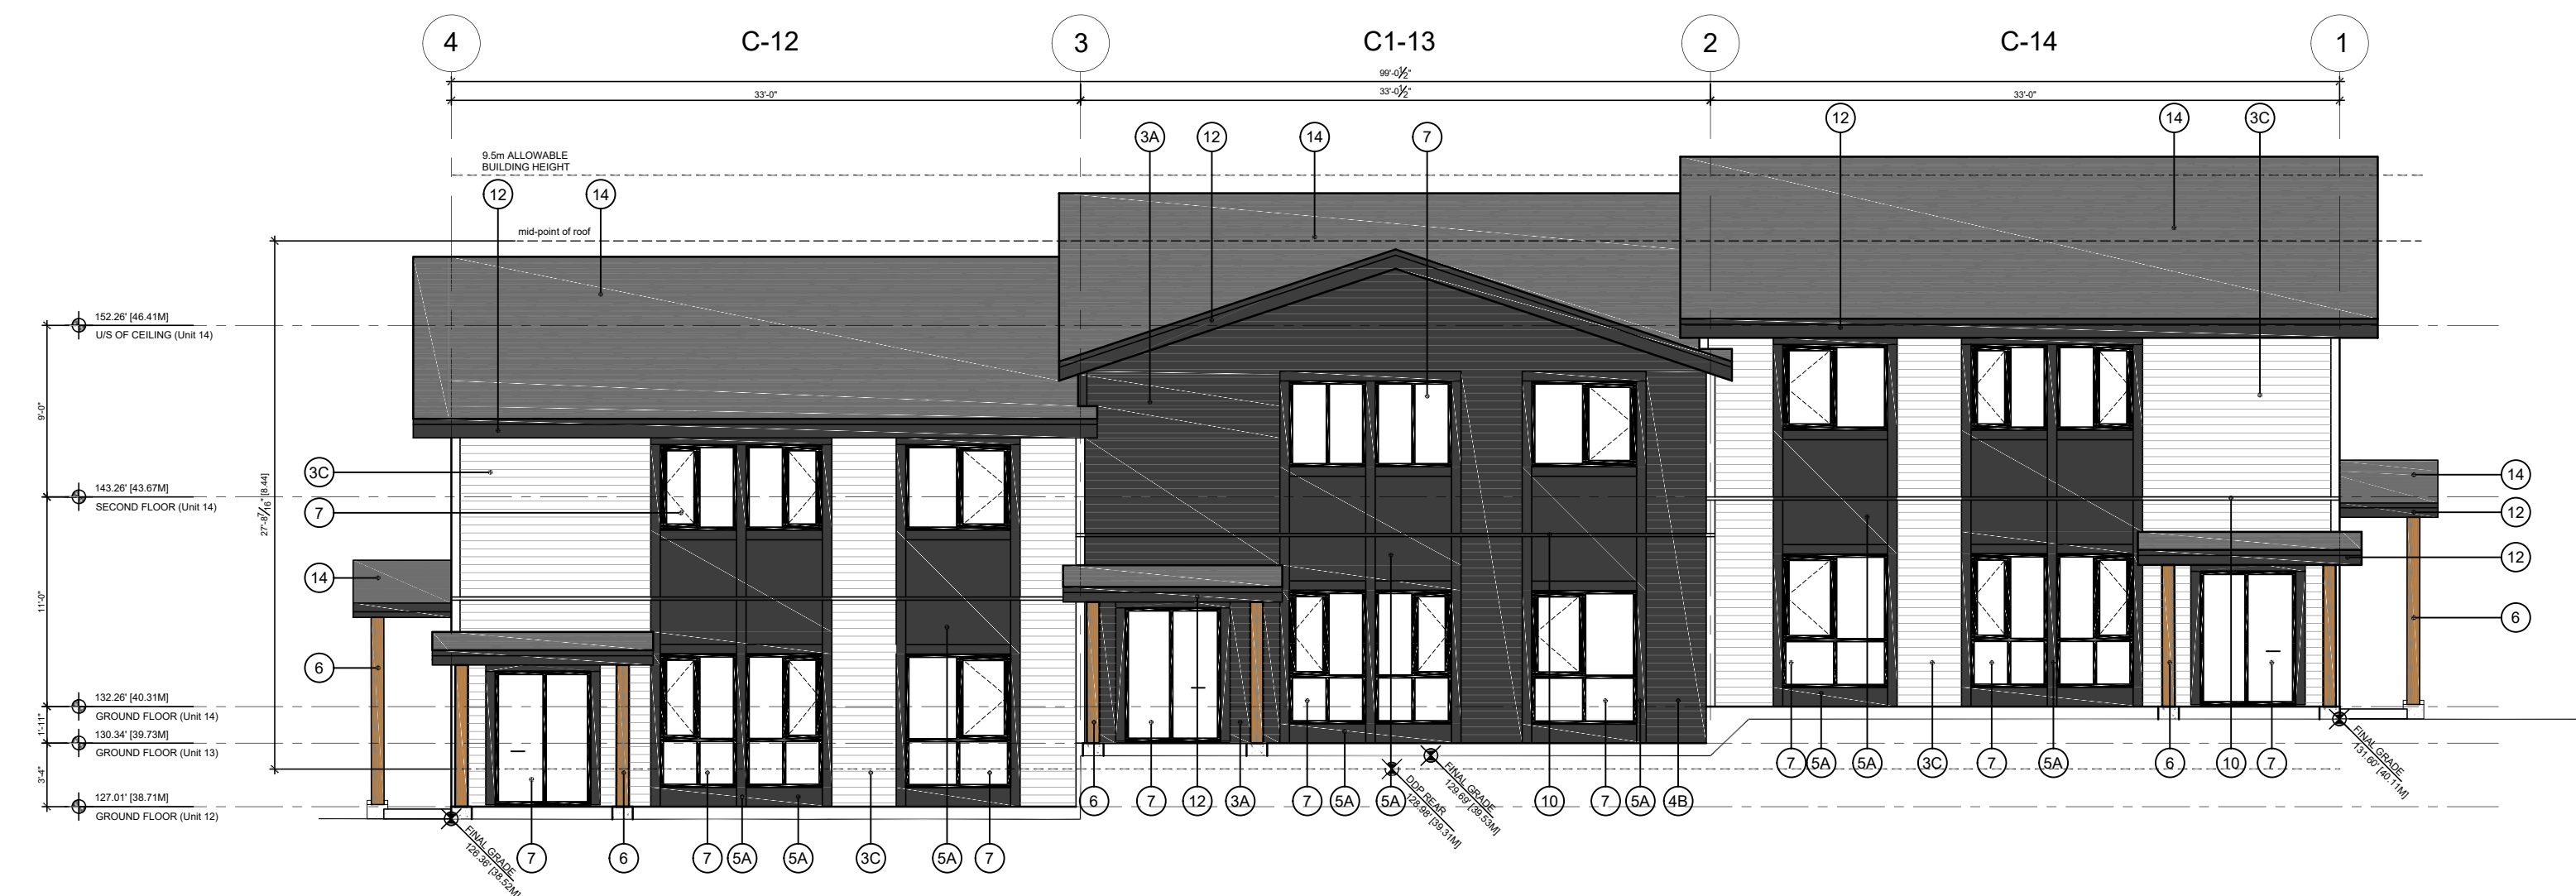 4
C-12
3
C1-13
2
C-14
1
99'-0½"
33'-0"
33'-0½"
33'-0"
12
14
3C
3A
12
14
7
9.5m ALLOWABLE
BUILDING HEIGHT
12
14
mid-point of roof
152.26' [46.41M]
U/S OF CEILING (Unit 14)
9'-0"
3C
14
143.26' [43.67M]
SECOND FLOOR (Unit 14)
27'-8⁷⁄₁₆" [8.44]
7
12
12
14
11'-0"
6
6
132.26' [40.31M]
GROUND FLOOR (Unit 14)
1'-11"
130.34' [39.73M]
GROUND FLOOR (Unit 13)
3'-4"
127.01' [38.71M]
GROUND FLOOR (Unit 12)
7
5A
5A
3C
7
5A
6
10
7
FINAL GRADE
131.60' [40.11M]
6
7
12
3A
7
5A
5A
DDP REAR
128.98' [39.31M]
FINAL GRADE
129.69' [39.53M]
10
7
5A
4B
FINAL GRADE
126.36' [38.52M]
7
6
7
5A
5A
3C
5A
7